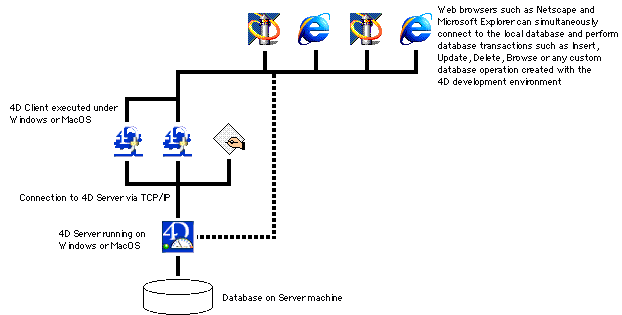 Web browsers such as Netscape and
Microsoft Explorer can simultaneously
connect to the local database and perform
database transactions such as Insert,
Update, Delete, Browse or any custom
database operation created with the
4D development environment
4D Client executed under
Windows or MacOS
Connection to 4D Server via TCP/IP
4D Server running on
Windows or MacOS
4D
Database on Server machine